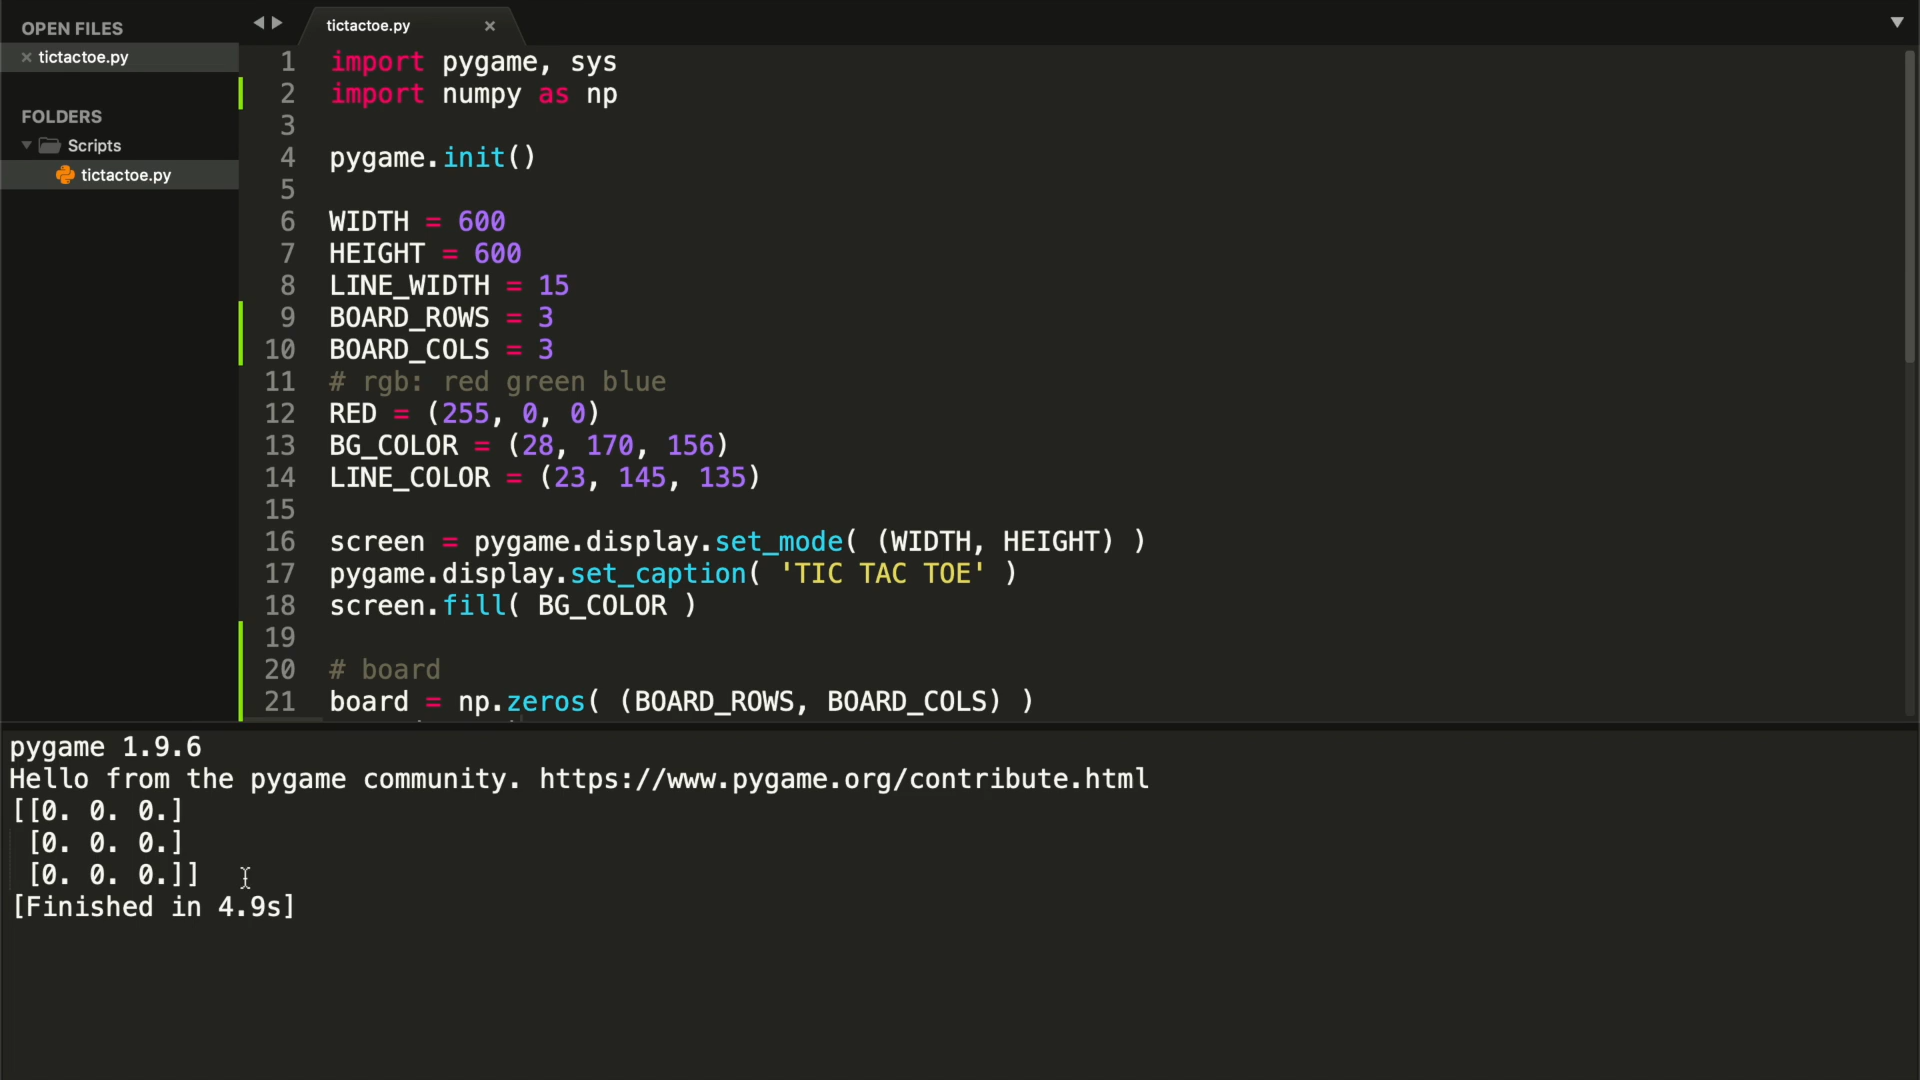 OPEN FILES
tictactoe.py
FOLDERS
Scripts
tictactoe.py
tictactoe.py
1 import pygame, sys
2 import numpy as np
3
4 pygame.init()
5
6 WIDTH = 600
7 HEIGHT = 600
8 LINE_WIDTH = 15
9 BOARD_ROWS = 3
10 BOARD_COLS = 3
11 # rgb: red green blue
12 RED = (255, 0, 0)
13 BG_COLOR = (28, 170, 156)
14 LINE_COLOR = (23, 145, 135)
15
16 screen = pygame.display.set_mode( (WIDTH, HEIGHT) )
17 pygame.display.set_caption( 'TIC TAC TOE' )
18 screen.fill( BG_COLOR )
19
20 # board
21 board = np.zeros( (BOARD_ROWS, BOARD_COLS) )
pygame 1.9.6
Hello from the pygame community. https://www.pygame.org/contribute.html
[[0. 0. 0.]
 [0. 0. 0.]
 [0. 0. 0.]]
[Finished in 4.9s]